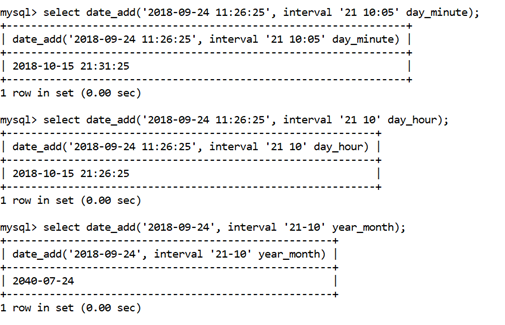 mysql> select date_add('2018-09-24 11:26:25', interval '21 10:05' day_minute);
+---------------------------------------------------------------+
| date_add('2018-09-24 11:26:25', interval '21 10:05' day_minute) |
+---------------------------------------------------------------+
| 2018-10-15 21:31:25 |
+---------------------------------------------------------------+
1 row in set (0.00 sec)
mysql> select date_add('2018-09-24 11:26:25', interval '21 10' day_hour);
+----------------------------------------------------------+
| date_add('2018-09-24 11:26:25', interval '21 10' day_hour) |
+----------------------------------------------------------+
| 2018-10-15 21:26:25 |
+----------------------------------------------------------+
1 row in set (0.00 sec)
mysql> select date_add('2018-09-24', interval '21-10' year_month);
+---------------------------------------------------+
| date_add('2018-09-24', interval '21-10' year_month) |
+---------------------------------------------------+
| 2040-07-24 |
+---------------------------------------------------+
1 row in set (0.00 sec)